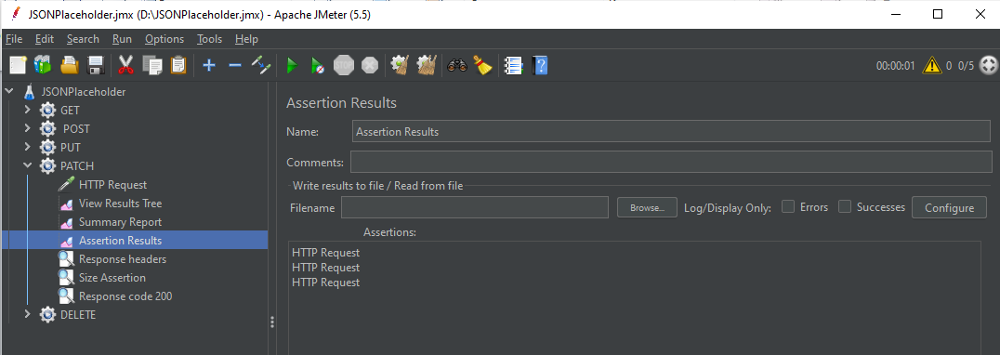 JSONPlaceholder.jmx (D:\JSONPlaceholder.jmx) - Apache JMeter (5.5)
File Edit Search Run Options Tools Help
STOP 00:00:01 0 0/5
JSONPlaceholder
GET
POST
PUT
PATCH
HTTP Request
View Results Tree
Summary Report
Assertion Results
Response headers
Size Assertion
Response code 200
DELETE
Assertion Results
Name: Assertion Results
Comments:
Write results to file / Read from file
Filename Browse... Log/Display Only: Errors Successes Configure
Assertions:
HTTP Request
HTTP Request
HTTP Request